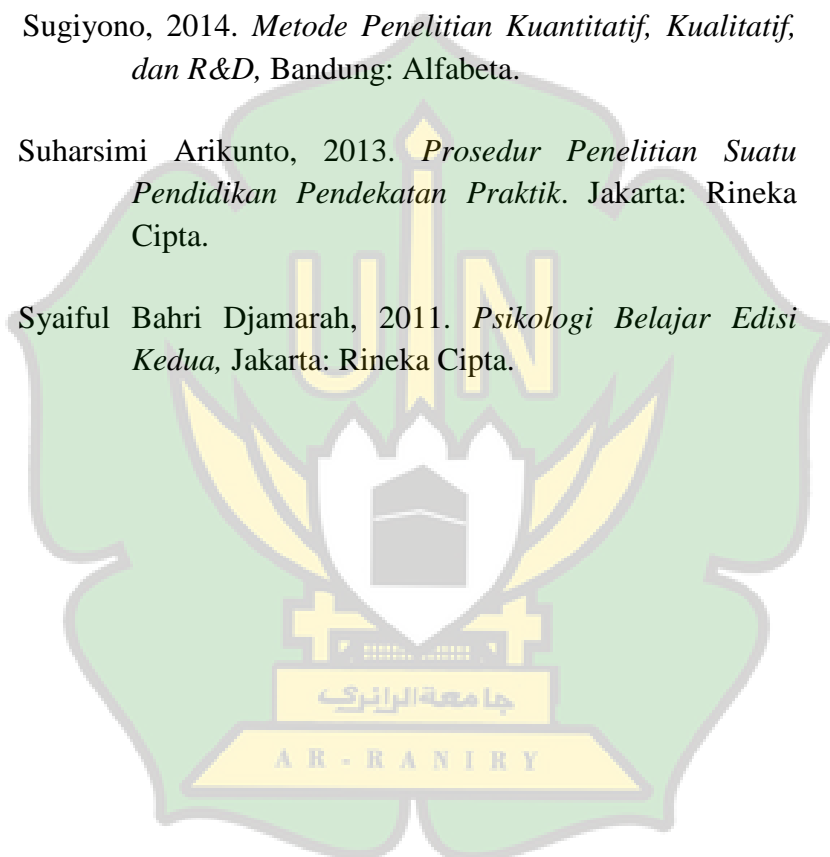 Sugiyono, 2014. Metode Penelitian Kuantitatif, Kualitatif,
dan R&D, Bandung: Alfabeta.
Suharsimi Arikunto, 2013. Prosedur Penelitian Suatu
Pendidikan Pendekatan Praktik. Jakarta: Rineka
Cipta.
Syaiful Bahri Djamarah, 2011. Psikologi Belajar Edisi
Kedua, Jakarta: Rineka Cipta.
UIN
جامعة الرانري
AR-RANIRY